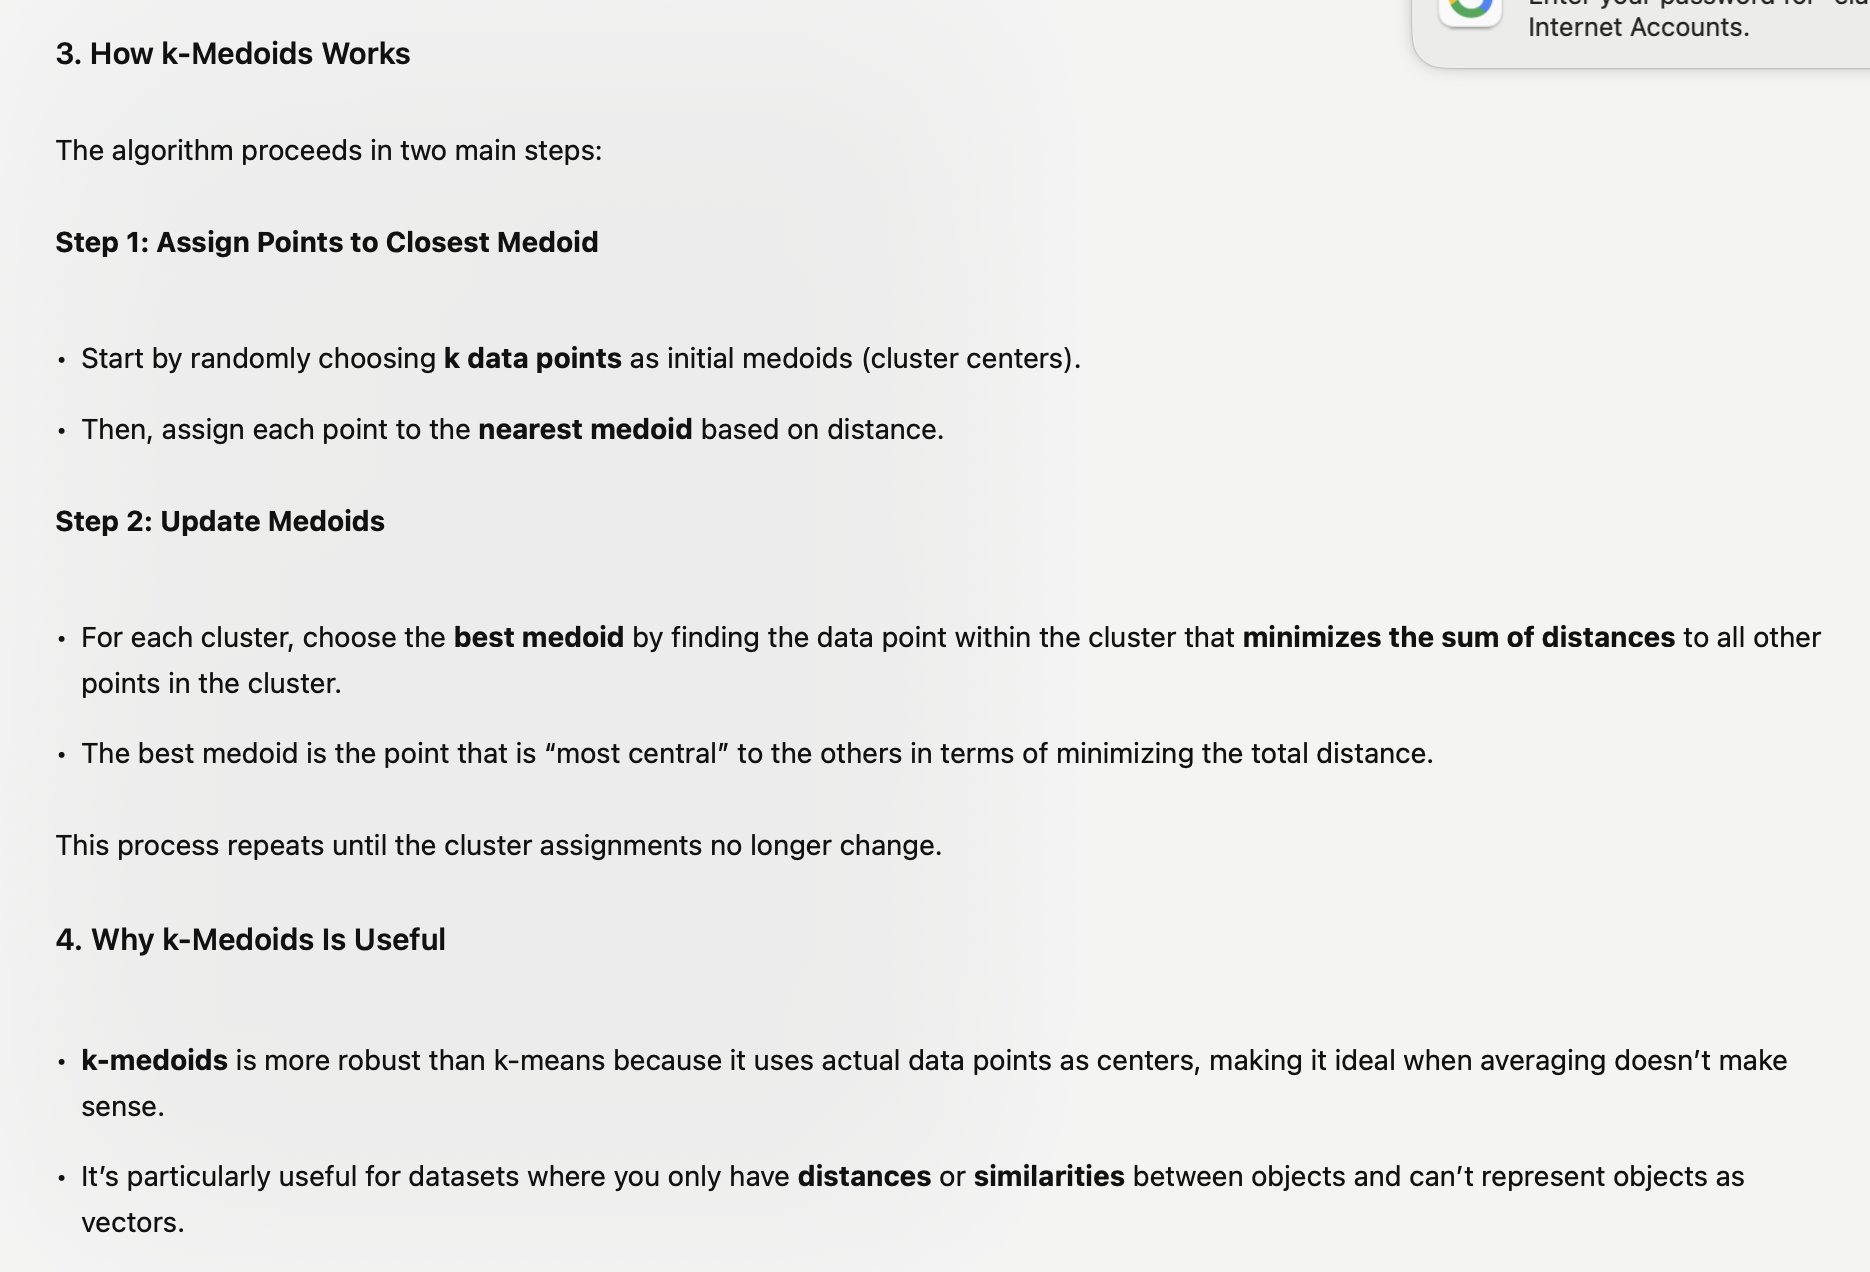 Internet Accounts.
3. How k-Medoids Works
The algorithm proceeds in two main steps:
Step 1: Assign Points to Closest Medoid
• Start by randomly choosing k data points as initial medoids (cluster centers).
• Then, assign each point to the nearest medoid based on distance.
Step 2: Update Medoids
• For each cluster, choose the best medoid by finding the data point within the cluster that minimizes the sum of distances to all other
points in the cluster.
• The best medoid is the point that is “most central” to the others in terms of minimizing the total distance.
This process repeats until the cluster assignments no longer change.
4. Why k-Medoids Is Useful
• k-medoids is more robust than k-means because it uses actual data points as centers, making it ideal when averaging doesn’t make
sense.
• It’s particularly useful for datasets where you only have distances or similarities between objects and can’t represent objects as
vectors.